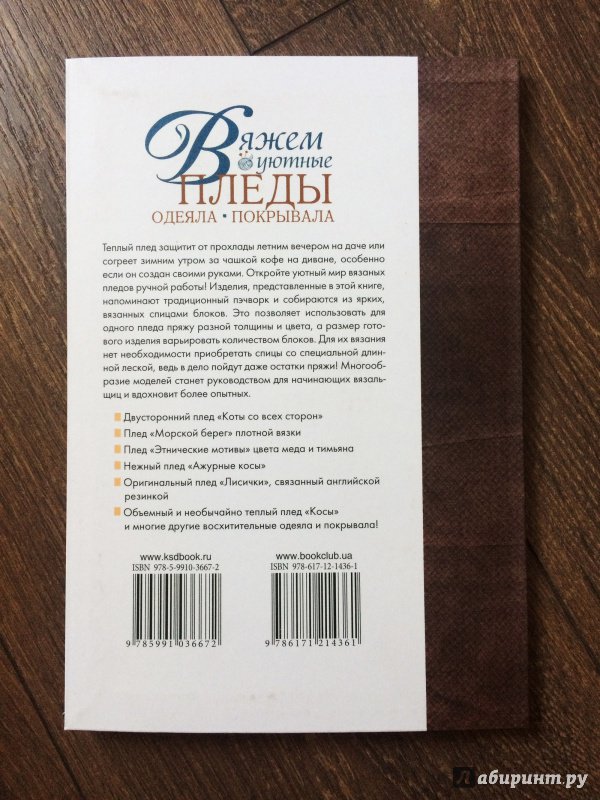 Вяжем
уютные
ПЛЕДЫ
ОДЕЯЛА • ПОКРЫВАЛА
Теплый плед защитит от прохлады летним вечером на даче или
согреет зимним утром за чашкой кофе на диване, особенно
если он создан своими руками. Откройте уютный мир вязаных
пледов ручной работы! Изделия, представленные в этой книге,
напоминают традиционный пэчворк и собираются из ярких,
вязанных спицами блоков. Это позволяет использовать для
одного пледа пряжу разной толщины и цвета, а размер гото-
вого изделия варьировать количеством блоков. Для их вязания
нет необходимости приобретать спицы со специальной длин-
ной леской, ведь в дело пойдут даже остатки пряжи! Многооб-
разие моделей станет руководством для начинающих вязаль-
щиц и вдохновит более опытных.
Двусторонний плед «Коты со всех сторон»
Плед «Морской берег» плотной вязки
Плед «Этнические мотивы» цвета меда и тимьяна
Нежный плед «Ажурные косы»
Оригинальный плед «Лисички», связанный английской
резинкой
Объемный и необычайно теплый плед «Косы»
и многие другие восхитительные одеяла и покрывала!
www.ksdbook.ru
ISBN 978-5-9910-3667-2
9 785991 036672
www.bookclub.ua
ISBN 978-617-12-1436-1
9 786171 214361
Лабиринт.ру